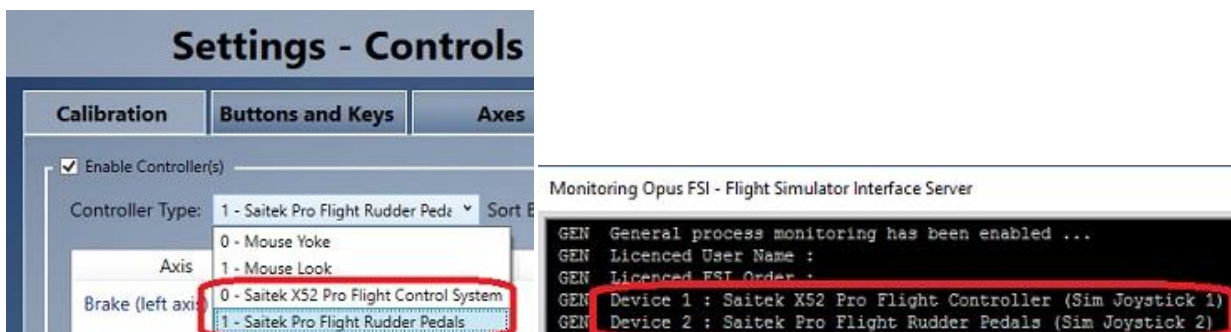 Settings - Controls
Calibration
Buttons and Keys
Axes
Enable Controller(s)
Controller Type: 1 - Saitek Pro Flight Rudder Peda Sort
0 - Mouse Yoke
Axis
1 - Mouse Look
0 - Saitek X52 Pro Flight Control System
Brake (left axis)
1 - Saitek Pro Flight Rudder Pedals
Monitoring Opus FSI - Flight Simulator Interface Server
GEN General process monitoring has been enabled ...
GEN Licenced User Name :
GEN Licenced FSI Order :
GEN Device 1 : Saitek X52 Pro Flight Controller (Sim Joystick 1)
GEN Device 2 : Saitek Pro Flight Rudder Pedals (Sim Joystick 2)